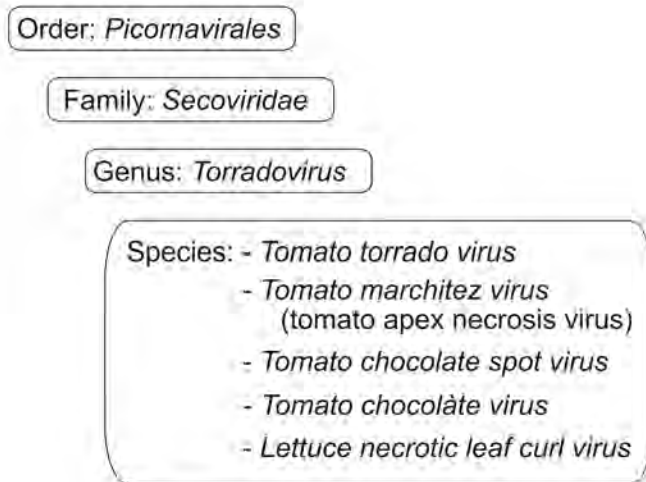 Order: Picornavirales
Family: Secoviridae
Genus: Torradovirus
Species: - Tomato torrado virus
- Tomato marchitez virus
(tomato apex necrosis virus)
- Tomato chocolate spot virus
- Tomato chocolàte virus
- Lettuce necrotic leaf curl virus